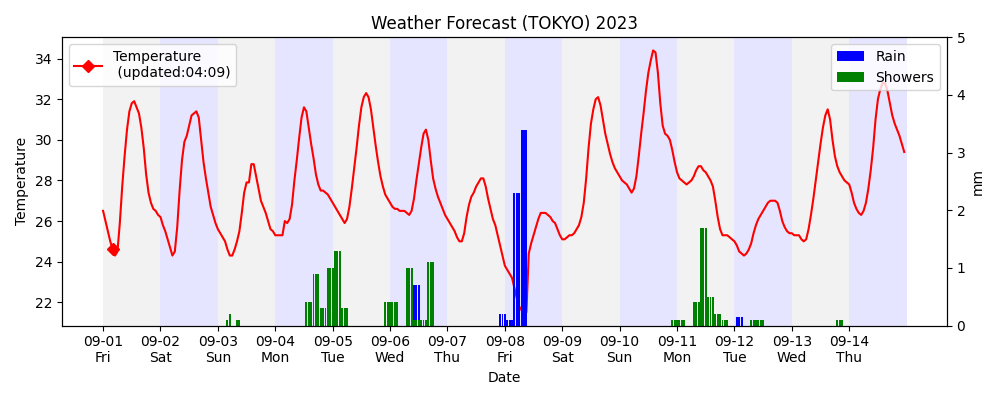 Weather Forecast (TOKYO) 2023
Temperature
(updated:04:09)
Rain
Showers
Temperature
34
32
30
28
26
24
22
5
4
3
2
1
0
mm
09-01 09-02 09-03 09-04 09-05 09-06 09-07 09-08 09-09 09-10 09-11 09-12 09-13 09-14
Fri Sat Sun Mon Tue Wed Thu Fri Sat Sun Mon Tue Wed Thu
Date